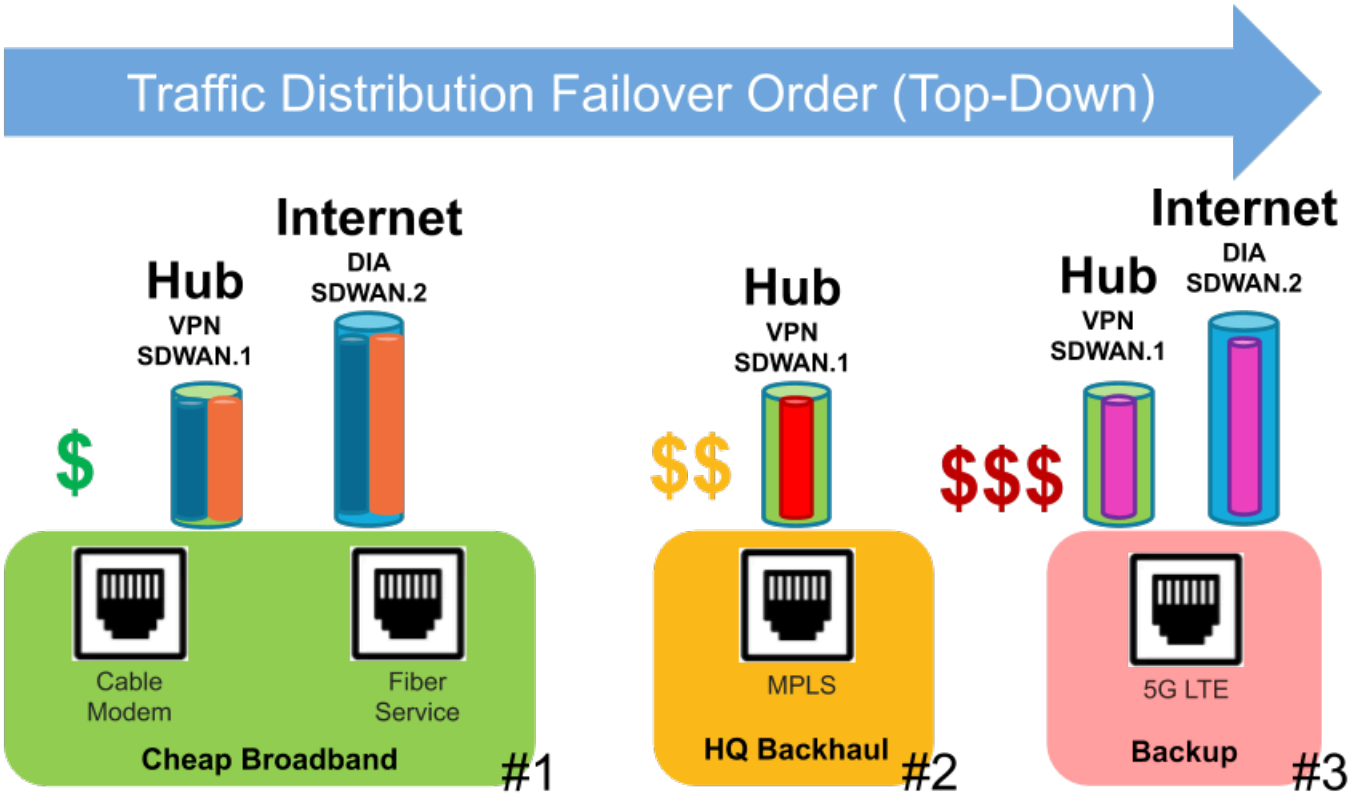 Traffic Distribution Failover Order (Top-Down)
Hub
VPN
SDWAN.1
Internet
DIA
SDWAN.2
$
Cable
Modem
Fiber
Service
Cheap Broadband
#1
Hub
VPN
SDWAN.1
$$
MPLS
HQ Backhaul
#2
Hub
VPN
SDWAN.1
Internet
DIA
SDWAN.2
$$$
5G LTE
Backup
#3